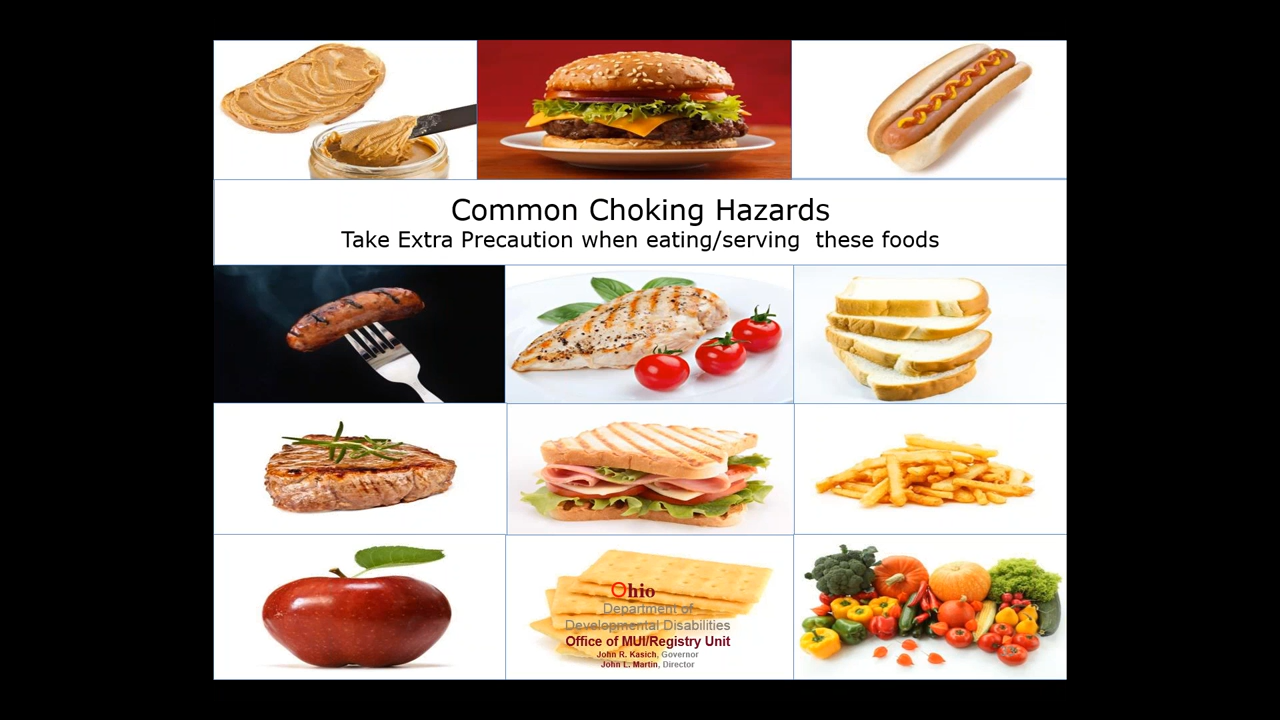 Common Choking Hazards
Take Extra Precaution when eating/serving  these foods
Ohio
Department of
Developmental Disabilities
Office of MUI/Registry Unit
John R. Kasich, Governor
John L. Martin, Director